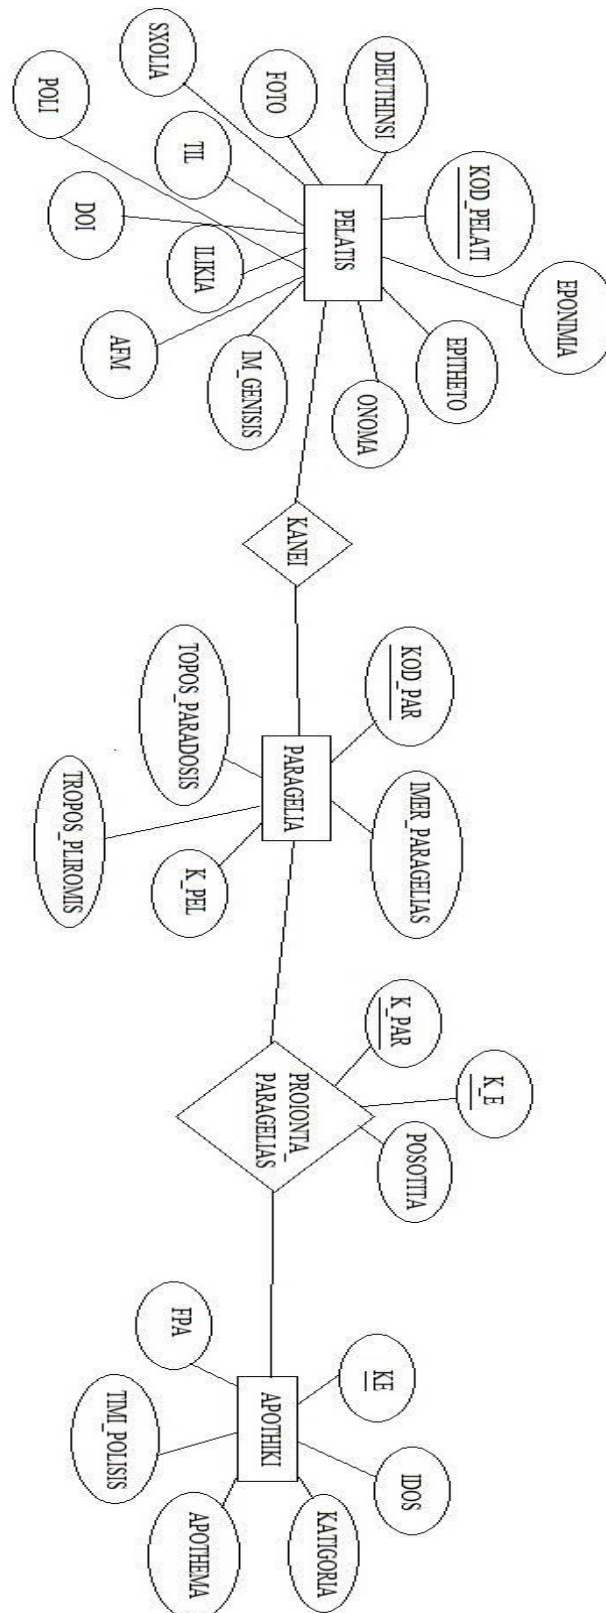 KOD_PELATI
EPONIMIA
DIEUTHINSI
EPITHETO
FOTO
ONOMA
SXOLIA
PELATIS
TIL
ILIKIA
IM_GENISIS
POLI
DOI
AFM
KANEI
KOD_PAR
IMER_PARAGELIAS
PARAGELIA
TOPOS_PARADOSIS
K_PEL
TROPOS_PLIROMIS
K_E
K_PAR
POSOTITA
PROIONTA_
PARAGELIAS
KE
IDOS
KATIGORIA
APOTHIKI
FPA
TIMI_POLISIS
APOTHEMA